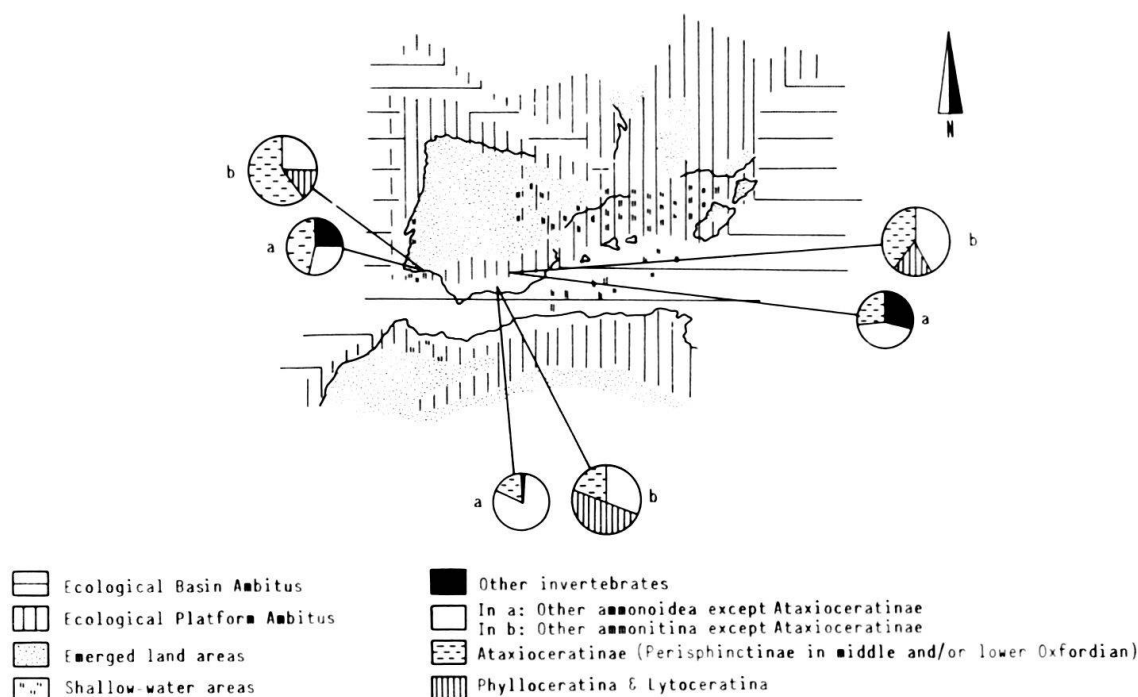 N
b
a
b
a
a
b
Ecological Basin Ambitus
Ecological Platform Ambitus
Emerged land areas
Shallow-water areas
Other invertebrates
In a: Other ammonoidea except Ataxioceratinae
In b: Other ammonitina except Ataxioceratinae
Ataxioceratinae (Perisphinctinae in middle and/or lower Oxfordian)
Phylloceratina & Lytoceratina